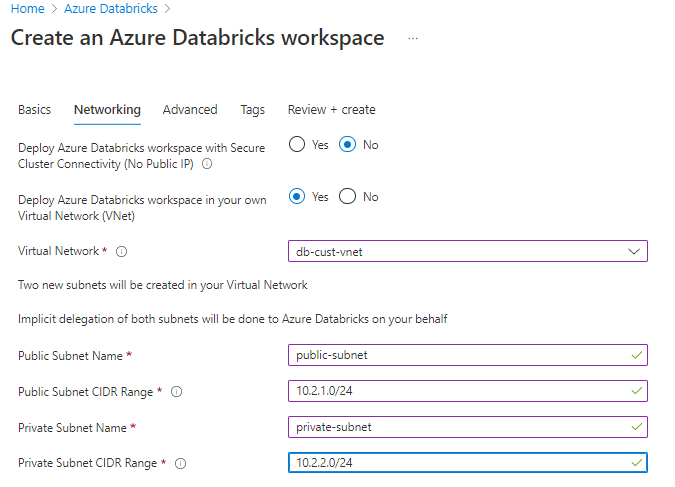 Home > Azure Databricks >
Create an Azure Databricks workspace ...
Basics Networking Advanced Tags Review + create
Deploy Azure Databricks workspace with Secure Yes No
Cluster Connectivity (No Public IP)
Deploy Azure Databricks workspace in your own Yes No
Virtual Network (VNet)
Virtual Network * db-cust-vnet
Two new subnets will be created in your Virtual Network
Implicit delegation of both subnets will be done to Azure Databricks on your behalf
Public Subnet Name * public-subnet
Public Subnet CIDR Range * 10.2.1.0/24
Private Subnet Name * private-subnet
Private Subnet CIDR Range * 10.2.2.0/24